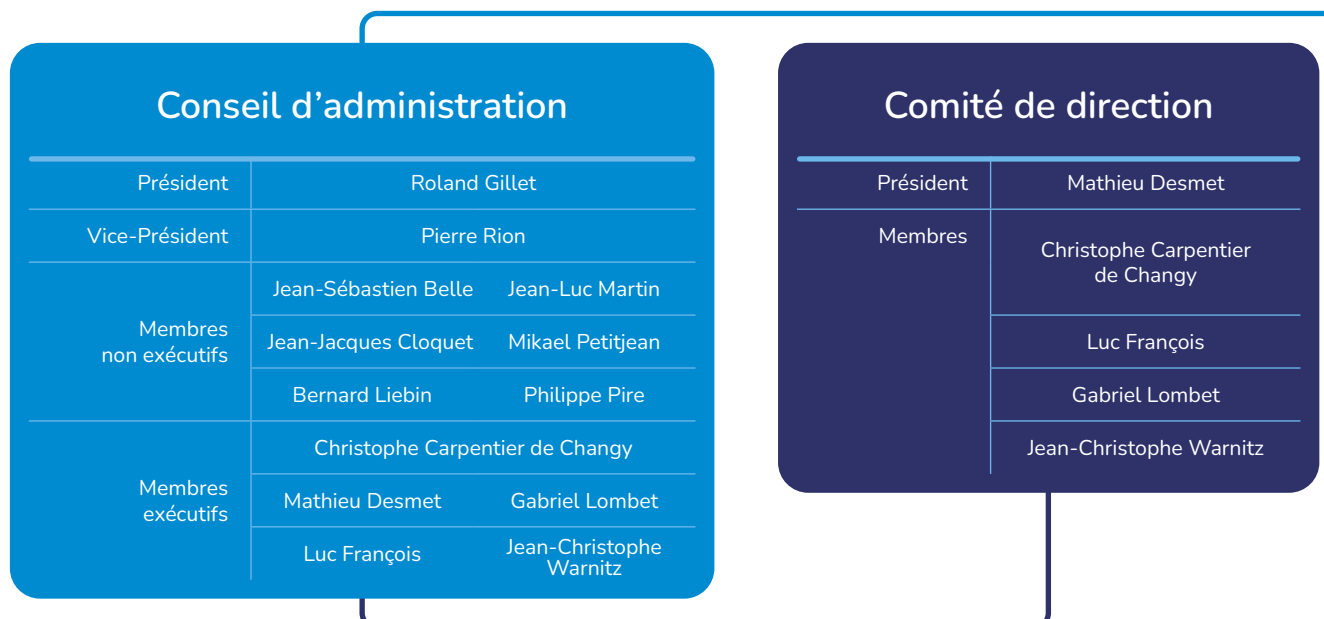 Conseil d’administration
Président Roland Gillet
Vice-Président Pierre Rion
Membres
non exécutifs
Jean-Sébastien Belle Jean-Luc Martin
Jean-Jacques Cloquet Mikael Petitjean
Bernard Liebin Philippe Pire
Membres
exécutifs
Christophe Carpentier de Changy
Mathieu Desmet Gabriel Lombet
Luc François Jean-Christophe
Warnitz
Comité de direction
Président Mathieu Desmet
Membres Christophe Carpentier
de Changy
Luc François
Gabriel Lombet
Jean-Christophe Warnitz